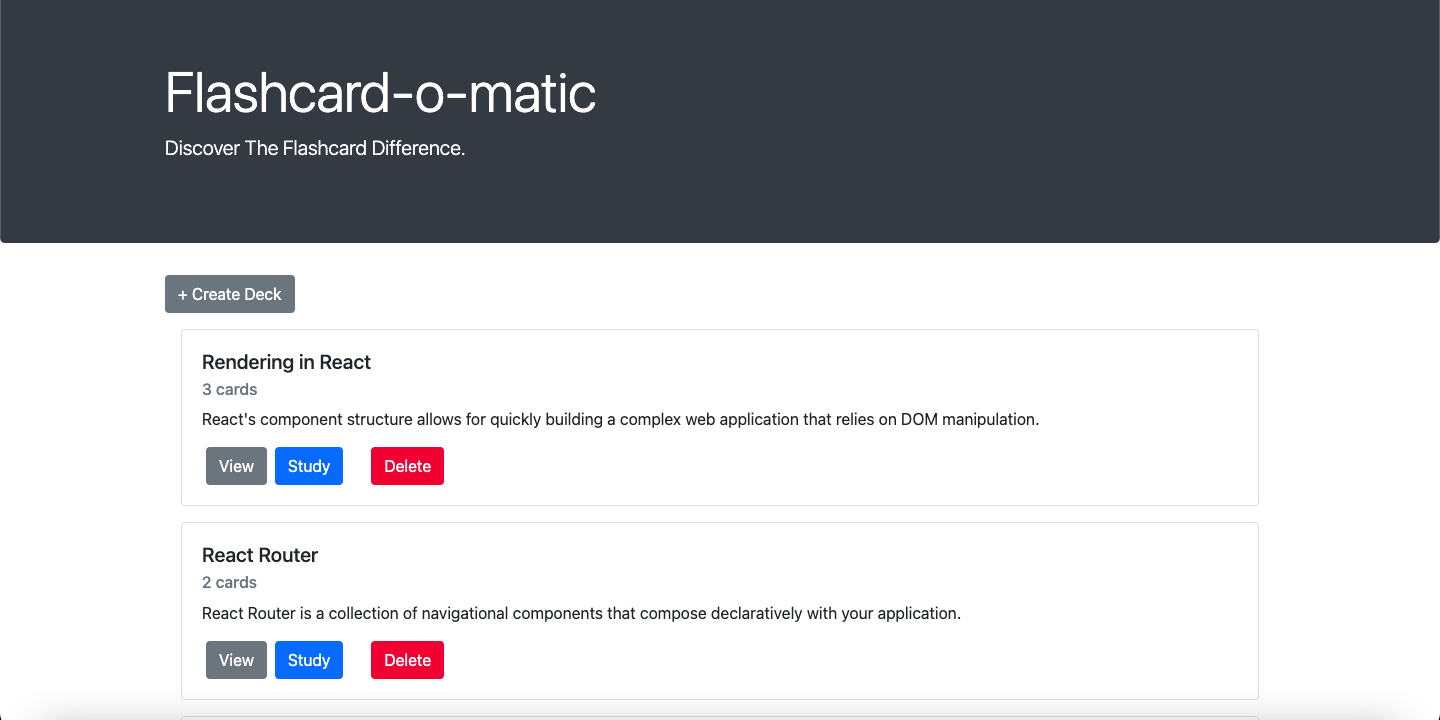 Flashcard-o-matic
Discover The Flashcard Difference.
+ Create Deck
Rendering in React
3 cards
React's component structure allows for quickly building a complex web application that relies on DOM manipulation.
View Study Delete
React Router
2 cards
React Router is a collection of navigational components that compose declaratively with your application.
View Study Delete